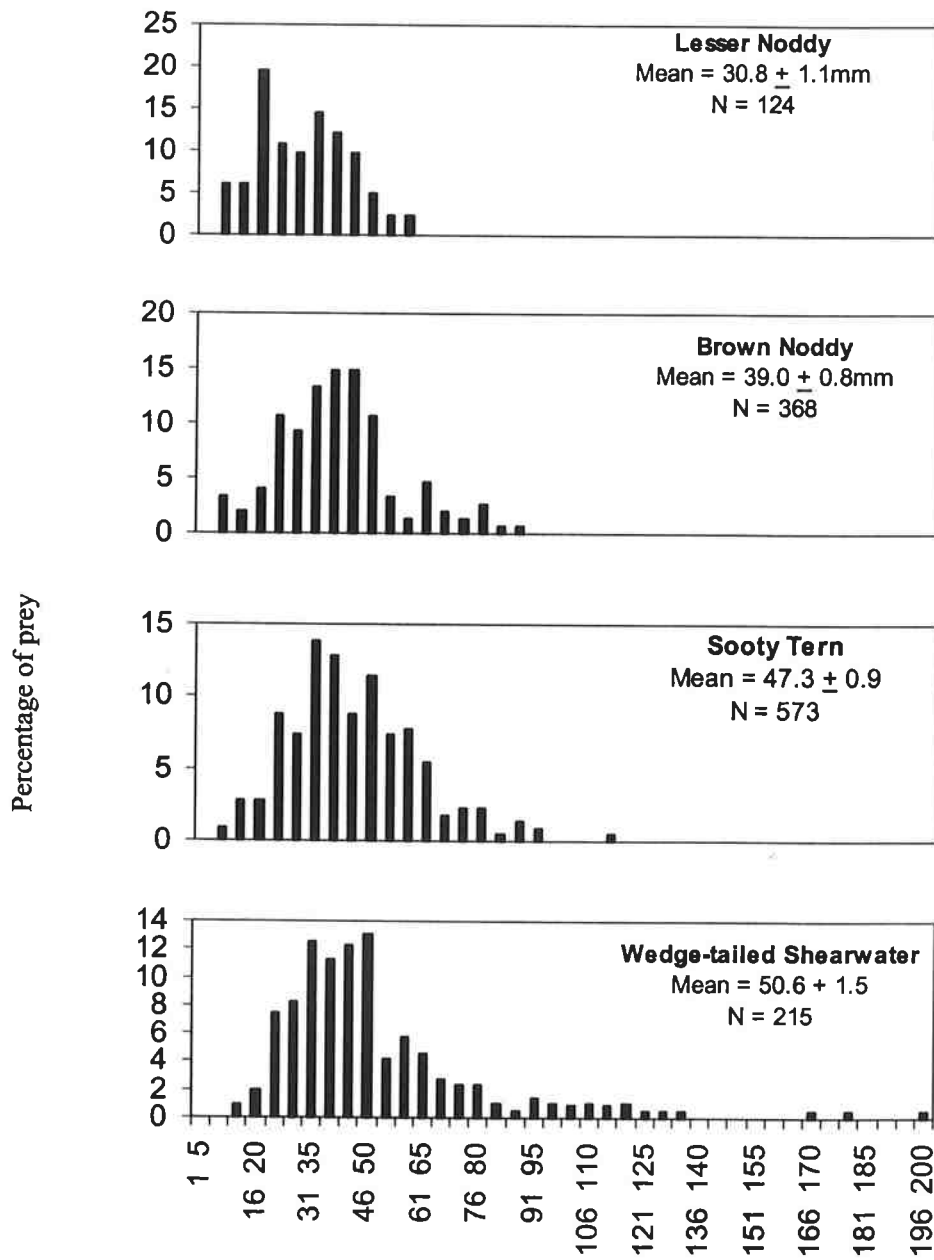 25
20
15
10
5
0
Lesser Noddy
Mean = 30.8 ± 1.1mm
N = 124
20
15
10
5
0
Brown Noddy
Mean = 39.0 ± 0.8mm
N = 368
Percentage of prey
15
10
5
0
Sooty Tern
Mean = 47.3 ± 0.9
N = 573
14
12
10
8
6
4
2
0
Wedge-tailed Shearwater
Mean = 50.6 + 1.5
N = 215
1 5
16 20
31 35
46 50
61 65
76 80
91 95
106 110
121 125
136 140
151 155
166 170
181 185
196 200